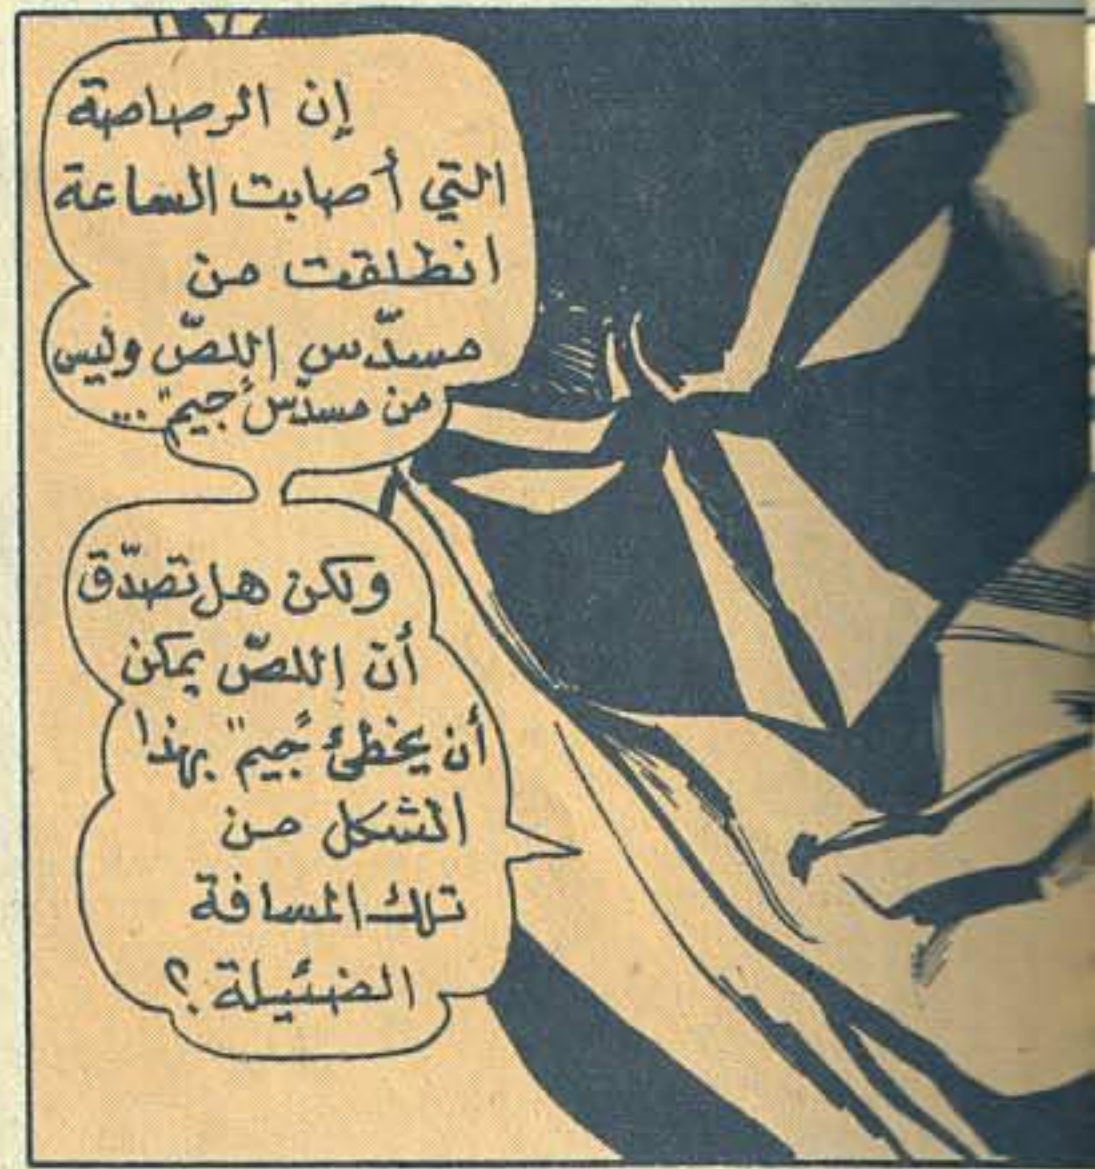 إن الرصاصة
التي أصابت الساعة
انطلقت من
مسدّس اللصّ وليس
من مسدّس "جيم"...
ولكن هل تصدّق
أن اللصّ يمكن
أن يخطئ "جيم" بهذا
الشكل من
تلك المسافة
الضئيلة؟